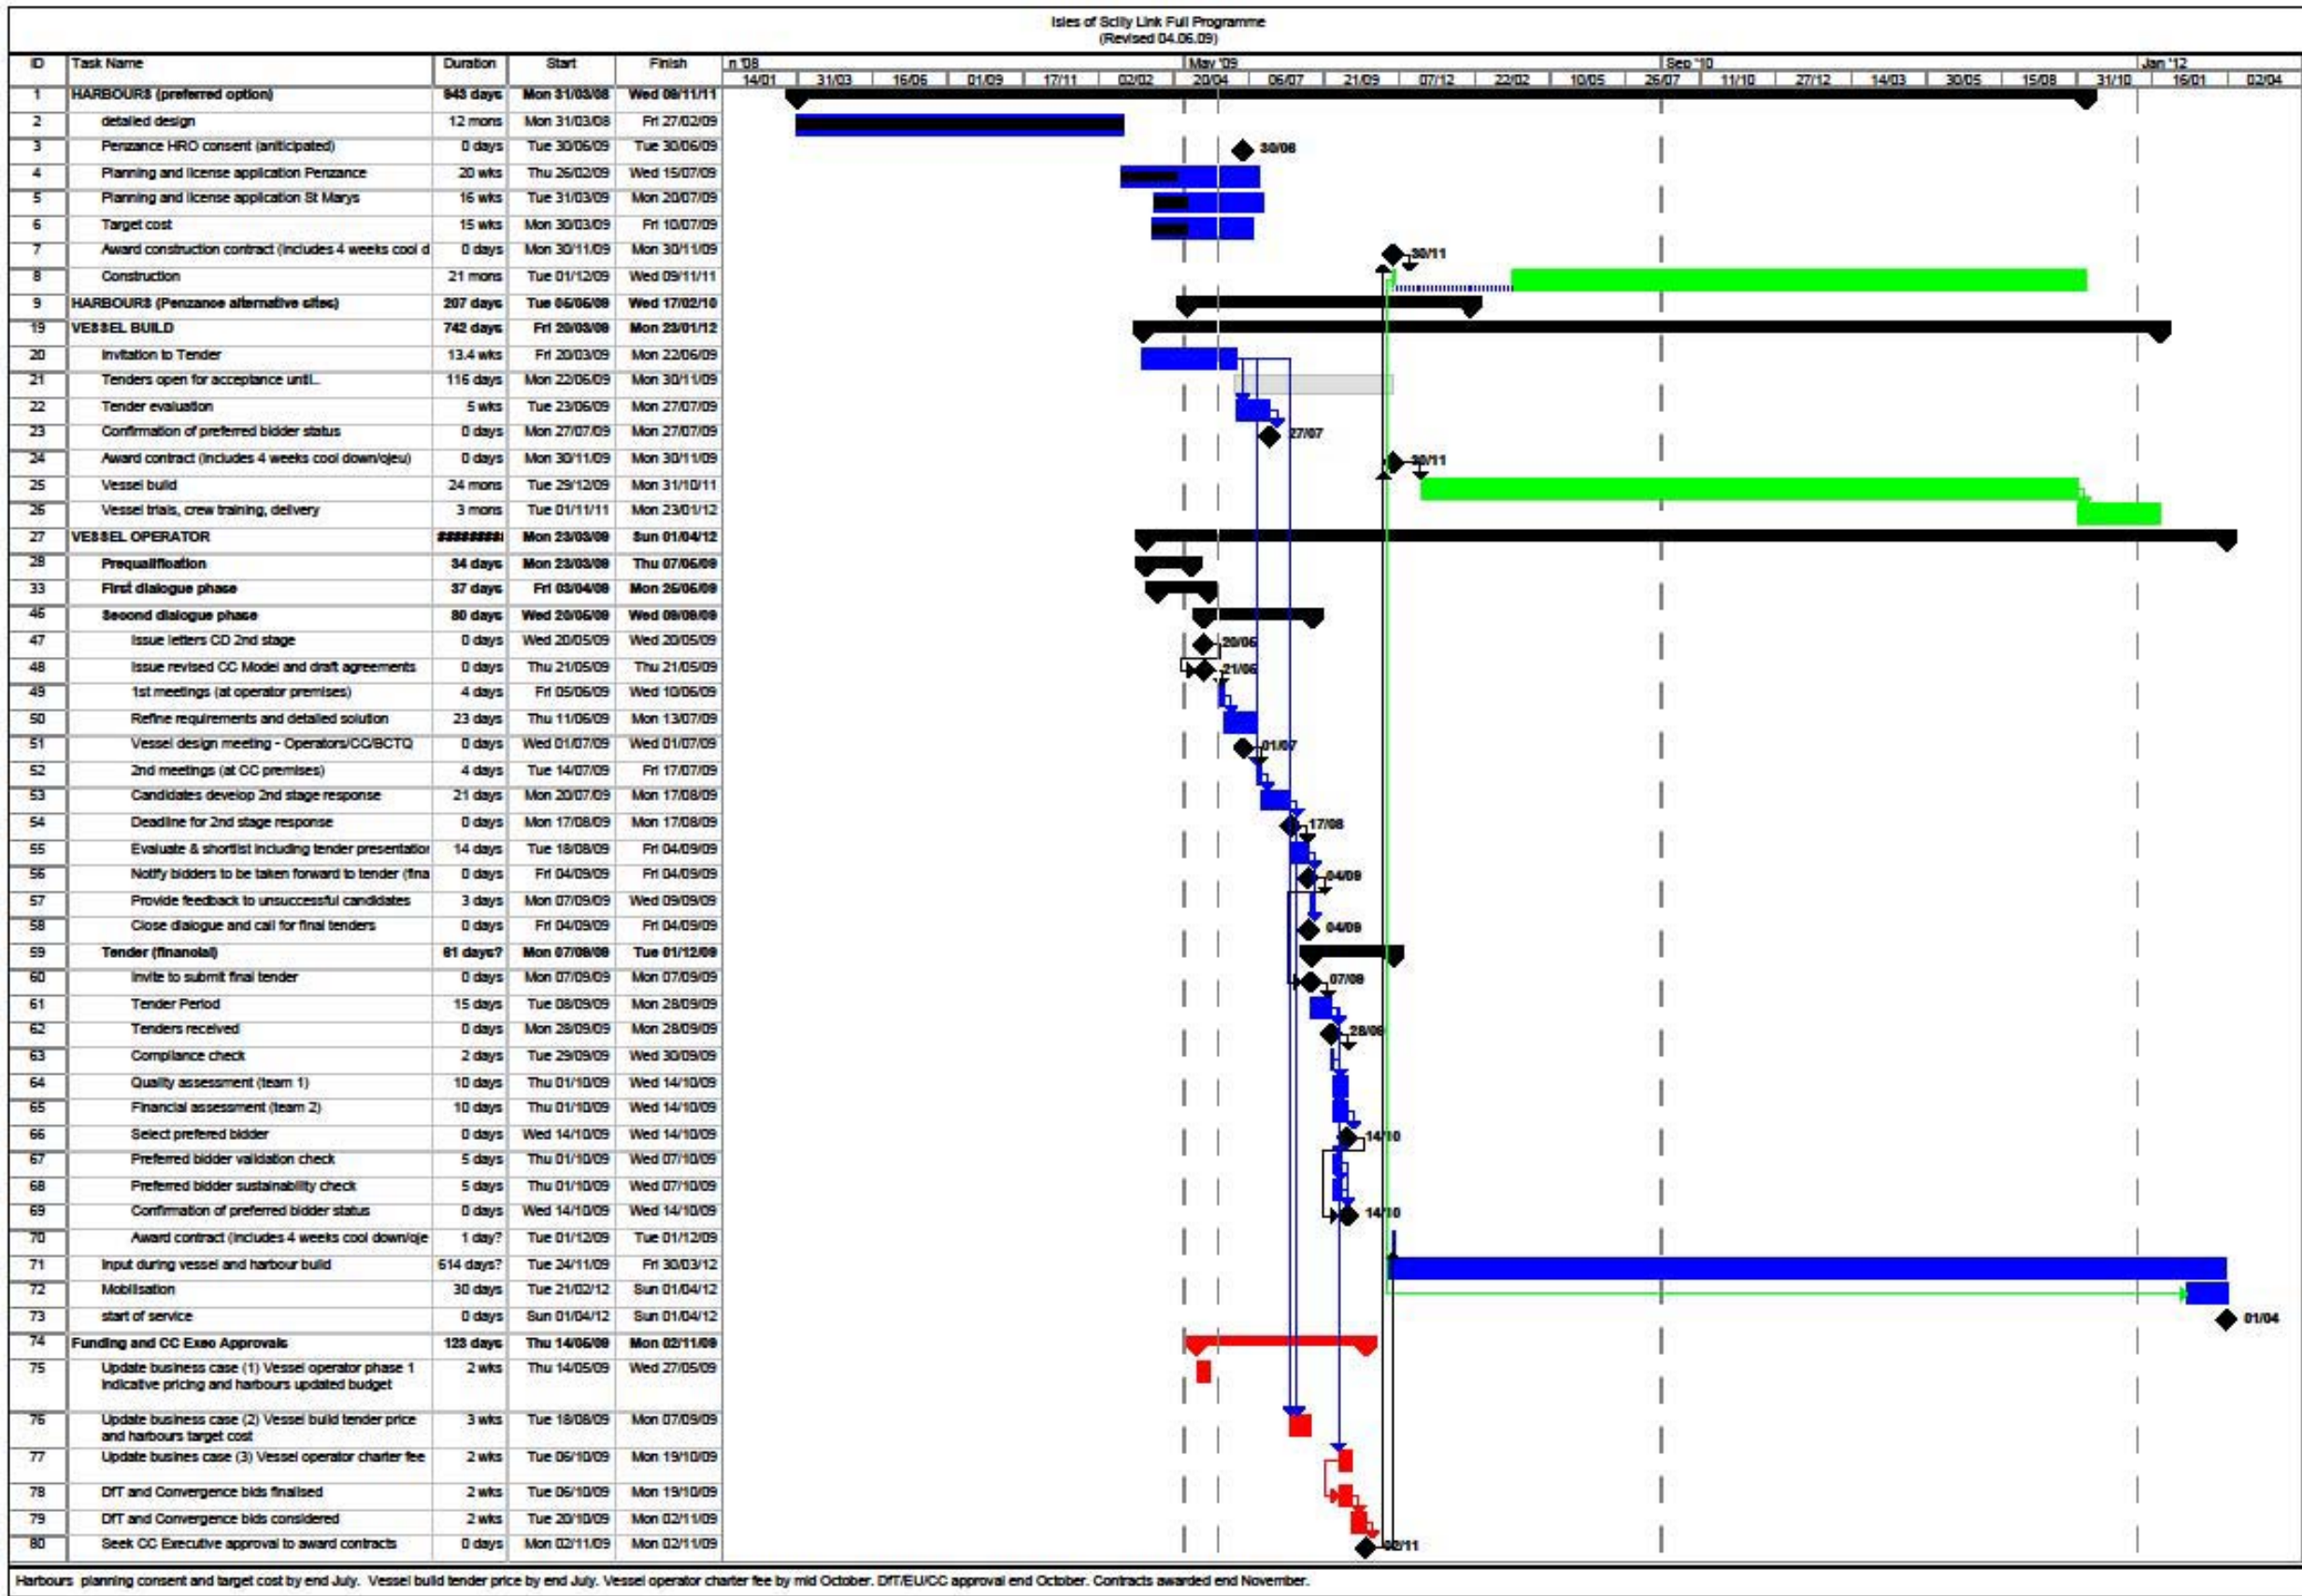 Isles of Scilly Link Full Programme
(Revised 04.06.09)
ID Task Name Duration Start Finish n '08 May '09 Sep '10 Jan '12
14/01 31/03 16/06 01/09 17/11 02/02 20/04 06/07 21/09 07/12 22/02 10/05 26/07 11/10 27/12 14/03 30/05 15/08 31/10 16/01 02/04
1 HARBOURS (preferred option) 943 days Mon 31/03/08 Wed 09/11/11
2 detailed design 12 mons Mon 31/03/08 Fri 27/02/09
3 Penzance HRO consent (aniticipated) 0 days Tue 30/06/09 Tue 30/06/09 30/06
4 Planning and license application Penzance 20 wks Thu 26/02/09 Wed 15/07/09
5 Planning and license application St Marys 16 wks Tue 31/03/09 Mon 20/07/09
6 Target cost 15 wks Mon 30/03/09 Fri 10/07/09
7 Award construction contract (includes 4 weeks cool d 0 days Mon 30/11/09 Mon 30/11/09 30/11
8 Construction 21 mons Tue 01/12/09 Wed 09/11/11
9 HARBOURS (Penzance alternative sites) 207 days Tue 05/05/09 Wed 17/02/10
19 VESSEL BUILD 742 days Fri 20/03/09 Mon 23/01/12
20 Invitation to Tender 13.4 wks Fri 20/03/09 Mon 22/06/09
21 Tenders open for acceptance until... 116 days Mon 22/06/09 Mon 30/11/09
22 Tender evaluation 5 wks Tue 23/06/09 Mon 27/07/09
23 Confirmation of preferred bidder status 0 days Mon 27/07/09 Mon 27/07/09 27/07
24 Award contract (includes 4 weeks cool down/ojeu) 0 days Mon 30/11/09 Mon 30/11/09 30/11
25 Vessel build 24 mons Tue 29/12/09 Mon 31/10/11
26 Vessel trials, crew training, delivery 3 mons Tue 01/11/11 Mon 23/01/12
27 VESSEL OPERATOR ######## Mon 23/03/09 Sun 01/04/12
28 Prequalification 34 days Mon 23/03/09 Thu 07/05/09
33 First dialogue phase 37 days Fri 03/04/09 Mon 25/05/09
46 Second dialogue phase 80 days Wed 20/05/09 Wed 09/09/09
47 Issue letters CD 2nd stage 0 days Wed 20/05/09 Wed 20/05/09 20/05
48 Issue revised CC Model and draft agreements 0 days Thu 21/05/09 Thu 21/05/09 21/05
49 1st meetings (at operator premises) 4 days Fri 05/06/09 Wed 10/06/09
50 Refine requirements and detailed solution 23 days Thu 11/06/09 Mon 13/07/09
51 Vessel design meeting - Operators/CC/BCTQ 0 days Wed 01/07/09 Wed 01/07/09 01/07
52 2nd meetings (at CC premises) 4 days Tue 14/07/09 Fri 17/07/09
53 Candidates develop 2nd stage response 21 days Mon 20/07/09 Mon 17/08/09
54 Deadline for 2nd stage response 0 days Mon 17/08/09 Mon 17/08/09 17/08
55 Evaluate & shortlist including tender presentation 14 days Tue 18/08/09 Fri 04/09/09
56 Notify bidders to be taken forward to tender (fina 0 days Fri 04/09/09 Fri 04/09/09 04/09
57 Provide feedback to unsuccessful candidates 3 days Mon 07/09/09 Wed 09/09/09
58 Close dialogue and call for final tenders 0 days Fri 04/09/09 Fri 04/09/09 04/09
59 Tender (financial) 61 days? Mon 07/09/09 Tue 01/12/09
60 Invite to submit final tender 0 days Mon 07/09/09 Mon 07/09/09 07/09
61 Tender Period 15 days Tue 08/09/09 Mon 28/09/09
62 Tenders received 0 days Mon 28/09/09 Mon 28/09/09 28/09
63 Compliance check 2 days Tue 29/09/09 Wed 30/09/09
64 Quality assessment (team 1) 10 days Thu 01/10/09 Wed 14/10/09
65 Financial assessment (team 2) 10 days Thu 01/10/09 Wed 14/10/09
66 Select prefered bidder 0 days Wed 14/10/09 Wed 14/10/09 14/10
67 Preferred bidder validation check 5 days Thu 01/10/09 Wed 07/10/09
68 Preferred bidder sustainability check 5 days Thu 01/10/09 Wed 07/10/09
69 Confirmation of preferred bidder status 0 days Wed 14/10/09 Wed 14/10/09 14/10
70 Award contract (includes 4 weeks cool down/oje 1 day? Tue 01/12/09 Tue 01/12/09
71 Input during vessel and harbour build 614 days? Tue 24/11/09 Fri 30/03/12
72 Mobilisation 30 days Tue 21/02/12 Sun 01/04/12
73 start of service 0 days Sun 01/04/12 Sun 01/04/12 01/04
74 Funding and CC Exec Approvals 123 days Thu 14/05/09 Mon 02/11/09
75 Update business case (1) Vessel operator phase 1 2 wks Thu 14/05/09 Wed 27/05/09
indicative pricing and harbours updated budget
76 Update business case (2) Vessel build tender price 3 wks Tue 18/08/09 Mon 07/09/09
and harbours target cost
77 Update busines case (3) Vessel operator charter fee 2 wks Tue 06/10/09 Mon 19/10/09
78 DfT and Convergence bids finalised 2 wks Tue 06/10/09 Mon 19/10/09
79 DfT and Convergence bids considered 2 wks Tue 20/10/09 Mon 02/11/09
80 Seek CC Executive approval to award contracts 0 days Mon 02/11/09 Mon 02/11/09 02/11
Harbours planning consent and target cost by end July. Vessel build tender price by end July. Vessel operator charter fee by mid October. DfT/EU/CC approval end October. Contracts awarded end November.